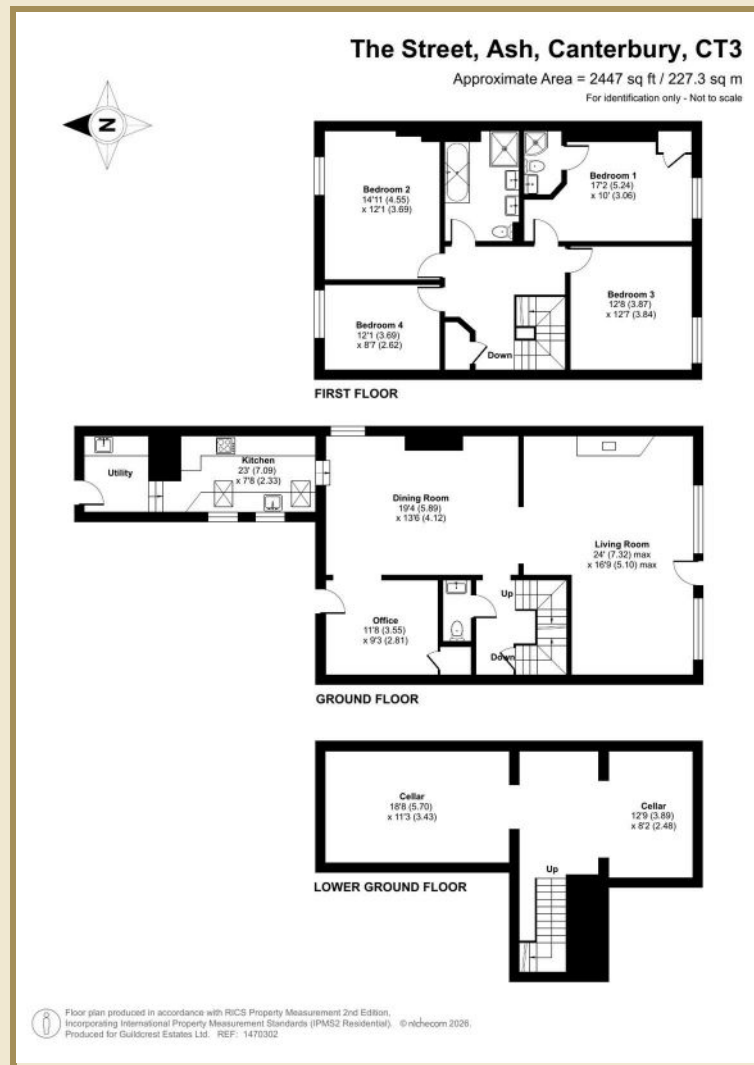 The Street, Ash, Canterbury, CT3
Approximate Area = 2447 sq ft / 227.3 sq m
For identification only - Not to scale
N
Bedroom 2
14'11 (4.55)
x 12'1 (3.69)
Bedroom 1
17'2 (5.24)
x 10' (3.06)
Bedroom 4
12'1 (3.69)
x 8'7 (2.62)
Bedroom 3
12'8 (3.87)
x 12'7 (3.84)
Down
FIRST FLOOR
Utility
Kitchen
23' (7.09)
x 7'8 (2.33)
Dining Room
19'4 (5.89)
x 13'6 (4.12)
Living Room
24' (7.32) max
x 16'9 (5.10) max
Office
11'8 (3.55)
x 9'3 (2.81)
Up
Down
GROUND FLOOR
Cellar
18'8 (5.70)
x 11'3 (3.43)
Cellar
12'9 (3.89)
x 8'2 (2.48)
Up
LOWER GROUND FLOOR
Floor plan produced in accordance with RICS Property Measurement 2nd Edition,
Incorporating International Property Measurement Standards (IPMS2 Residential). © nichecom 2026.
Produced for Guildcrest Estates Ltd. REF: 1470302